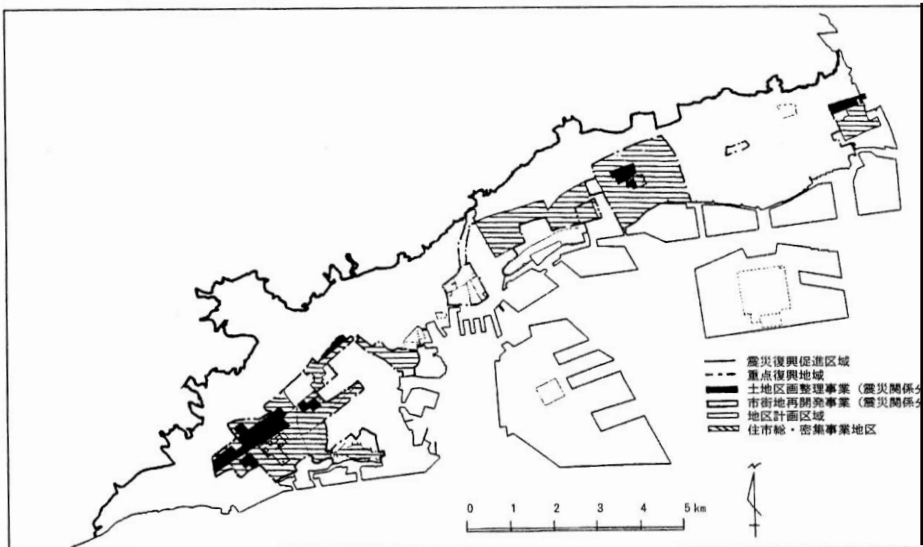 震災復興促進区域
重点復興地域
土地区画整理事業（震災関係分
市街地再開発事業（震災関係分
地区計画区域
住市総・密集事業地区
0 1 2 3 4 5 km
N